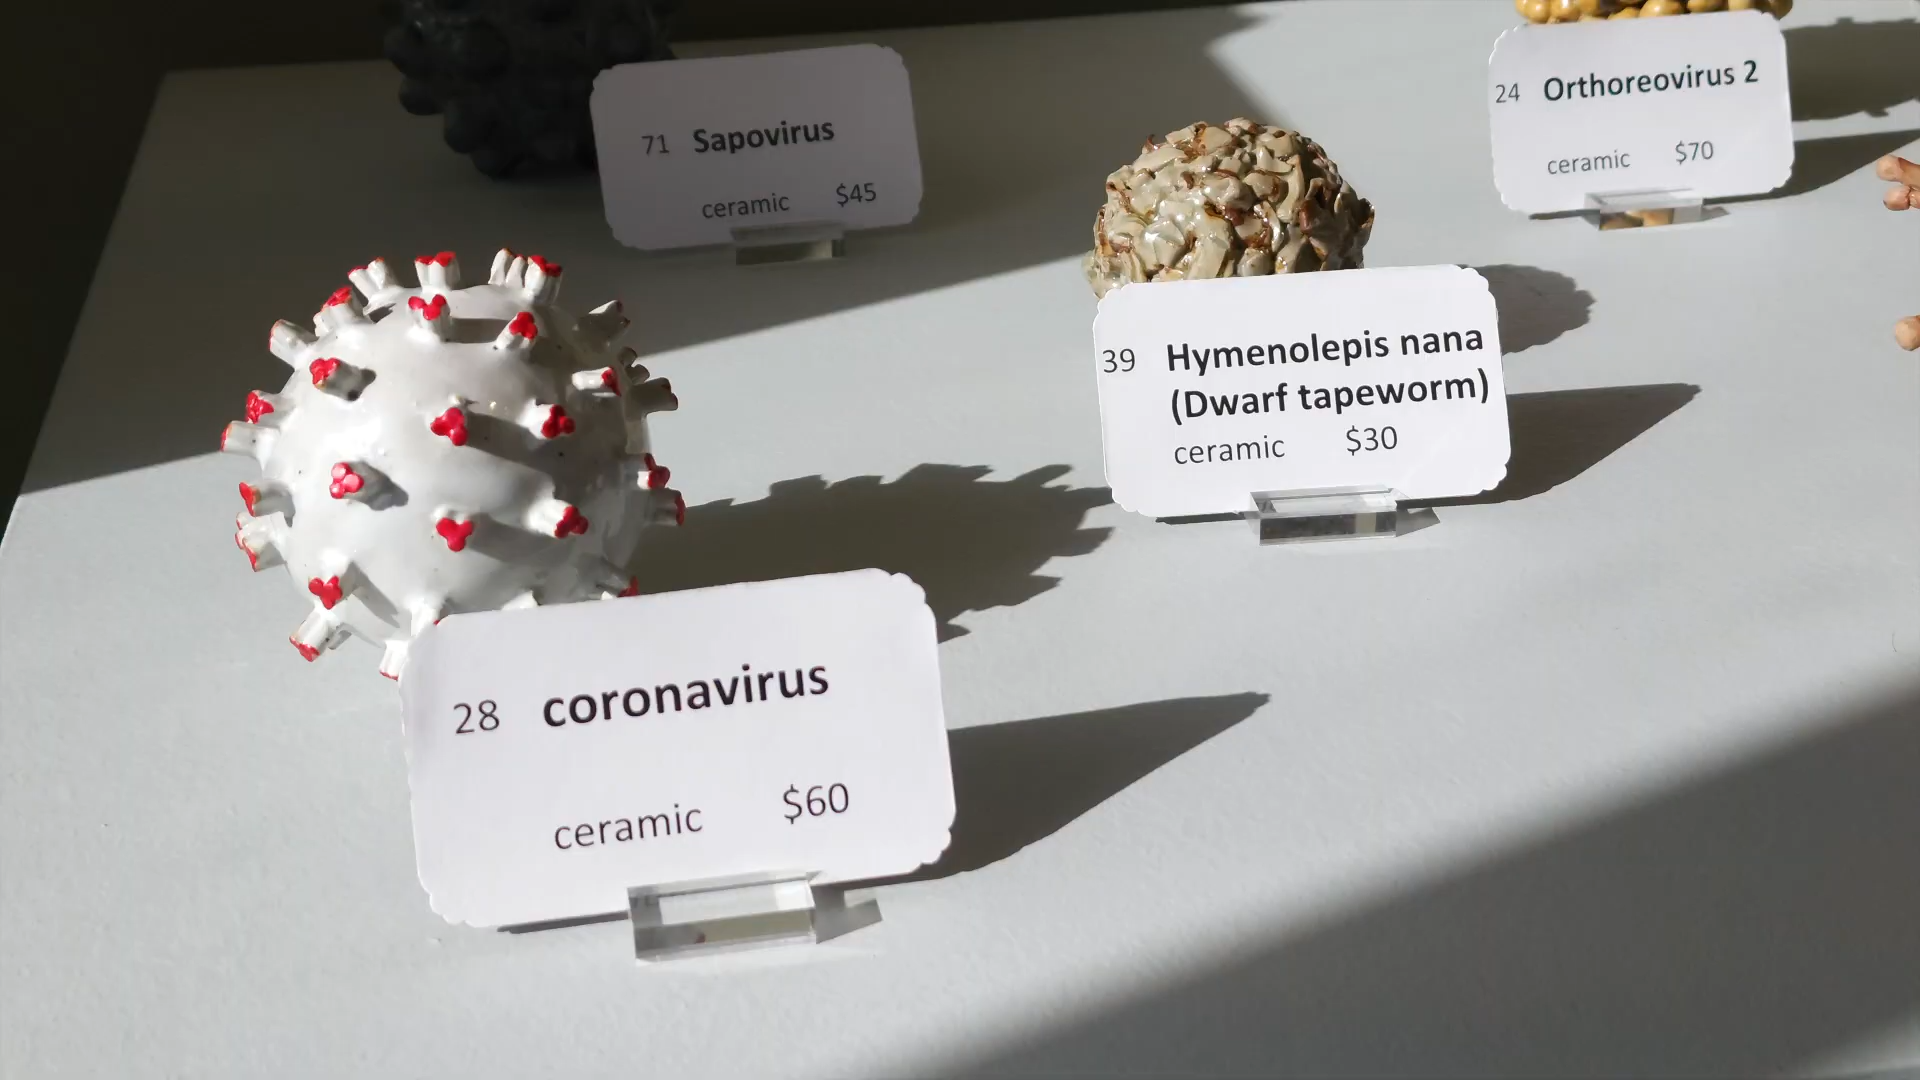 71 Sapovirus
ceramic $45
24 Orthoreovirus 2
ceramic $70
39 Hymenolepis nana
(Dwarf tapeworm)
ceramic $30
28 coronavirus
ceramic $60